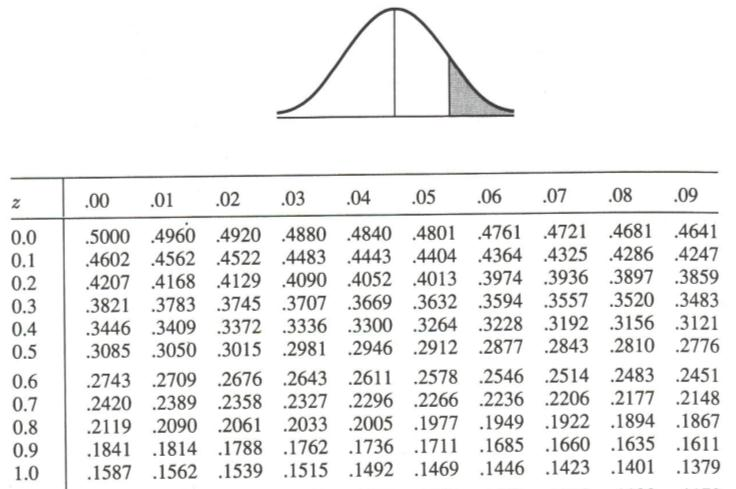 z .00 .01 .02 .03 .04 .05 .06 .07 .08 .09
0.0 .5000 .4960 .4920 .4880 .4840 .4801 .4761 .4721 .4681 .4641
0.1 .4602 .4562 .4522 .4483 .4443 .4404 .4364 .4325 .4286 .4247
0.2 .4207 .4168 .4129 .4090 .4052 .4013 .3974 .3936 .3897 .3859
0.3 .3821 .3783 .3745 .3707 .3669 .3632 .3594 .3557 .3520 .3483
0.4 .3446 .3409 .3372 .3336 .3300 .3264 .3228 .3192 .3156 .3121
0.5 .3085 .3050 .3015 .2981 .2946 .2912 .2877 .2843 .2810 .2776
0.6 .2743 .2709 .2676 .2643 .2611 .2578 .2546 .2514 .2483 .2451
0.7 .2420 .2389 .2358 .2327 .2296 .2266 .2236 .2206 .2177 .2148
0.8 .2119 .2090 .2061 .2033 .2005 .1977 .1949 .1922 .1894 .1867
0.9 .1841 .1814 .1788 .1762 .1736 .1711 .1685 .1660 .1635 .1611
1.0 .1587 .1562 .1539 .1515 .1492 .1469 .1446 .1423 .1401 .1379